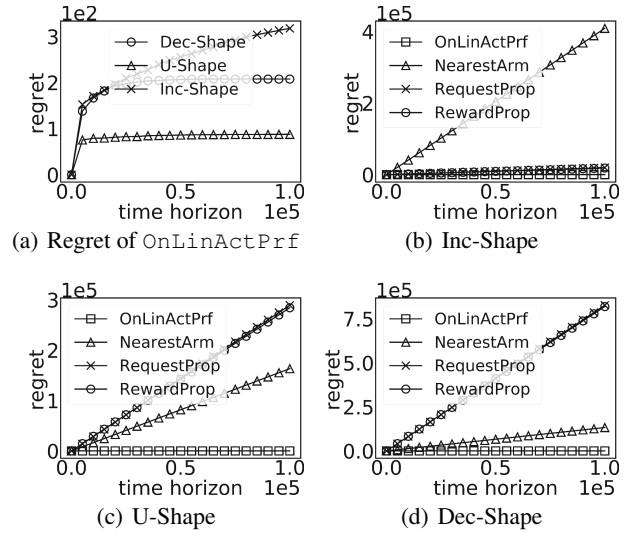 1e2
3
2
1
0
regret
Dec-Shape
U-Shape
Inc-Shape
0.0 0.5 1.0
time horizon 1e5
(a) Regret of OnLinActPrf
1e5
4
2
0
regret
OnLinActPrf
NearestArm
RequestProp
RewardProp
0.0 0.5 1.0
time horizon 1e5
(b) Inc-Shape
1e5
3
2
1
0
regret
OnLinActPrf
NearestArm
RequestProp
RewardProp
0.0 0.5 1.0
time horizon 1e5
(c) U-Shape
1e5
7.5
5.0
2.5
0.0
regret
OnLinActPrf
NearestArm
RequestProp
RewardProp
0.0 0.5 1.0
time horizon 1e5
(d) Dec-Shape